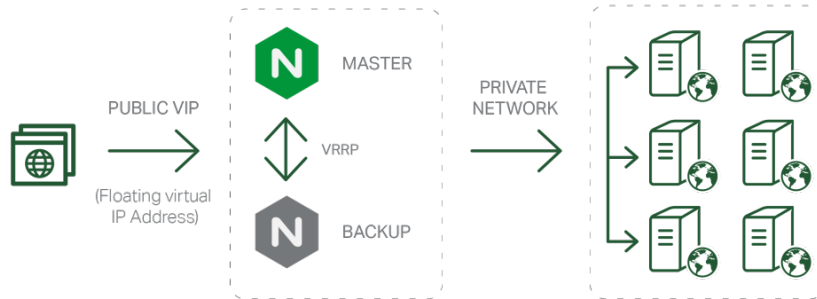 PUBLIC VIP
(Floating virtual
IP Address)
N
MASTER
VRRP
N
BACKUP
PRIVATE
NETWORK